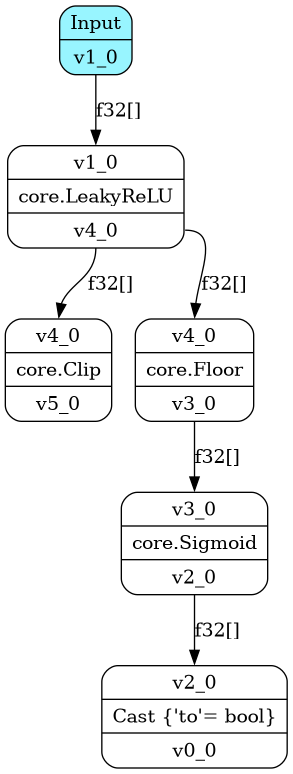 Input
v1_0
f32[]
v1_0
core.LeakyReLU
v4_0
f32[]
f32[]
v4_0
core.Clip
v5_0
v4_0
core.Floor
v3_0
f32[]
v3_0
core.Sigmoid
v2_0
f32[]
v2_0
Cast {'to'= bool}
v0_0